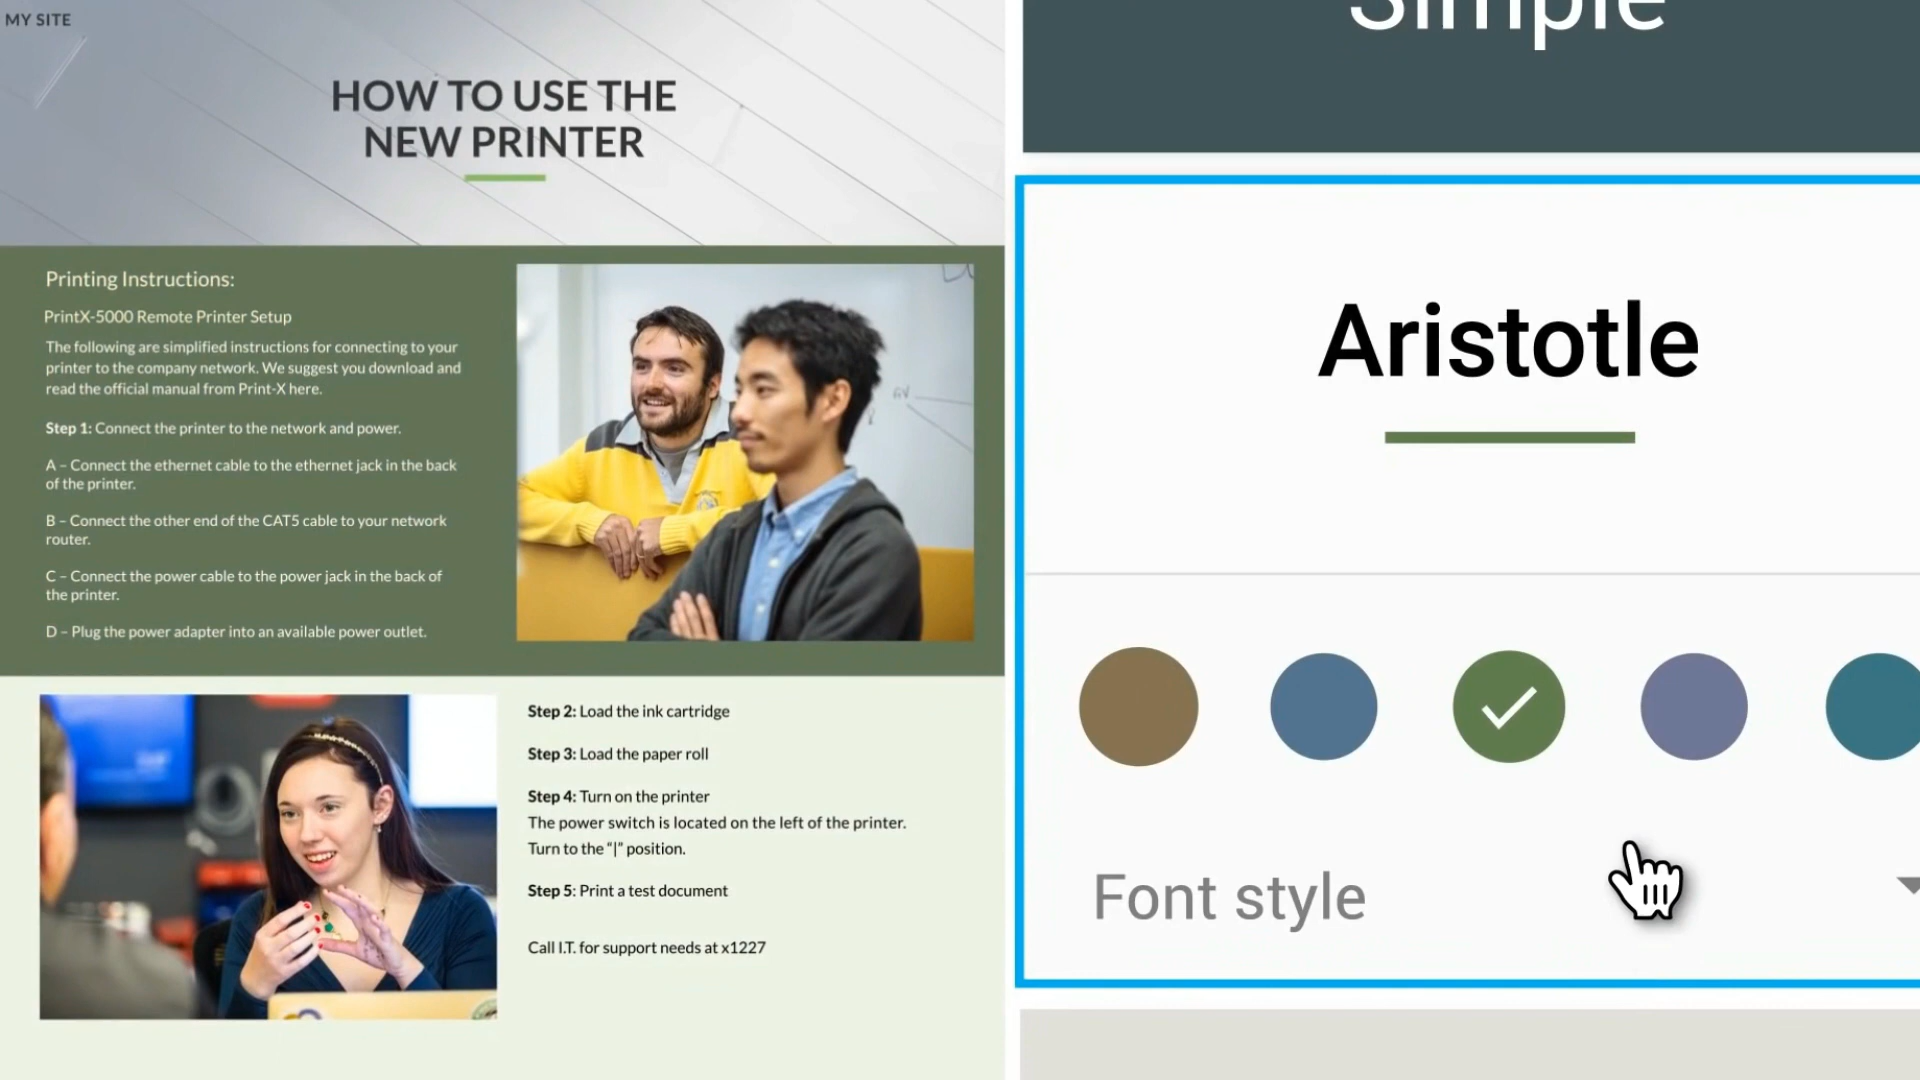 MY SITE
HOW TO USE THE
NEW PRINTER
Printing Instructions:
PrintX-5000 Remote Printer Setup
The following are simplified instructions for connecting to your
printer to the company network. We suggest you download and
read the official manual from Print-X here.
Step 1: Connect the printer to the network and power.
A – Connect the ethernet cable to the ethernet jack in the back
of the printer.
B – Connect the other end of the CAT5 cable to your network
router.
C – Connect the power cable to the power jack in the back of
the printer.
D – Plug the power adapter into an available power outlet.
Step 2: Load the ink cartridge
Step 3: Load the paper roll
Step 4: Turn on the printer
The power switch is located on the left of the printer.
Turn to the “|” position.
Step 5: Print a test document
Call I.T. for support needs at x1227
Simple
Aristotle
Font style